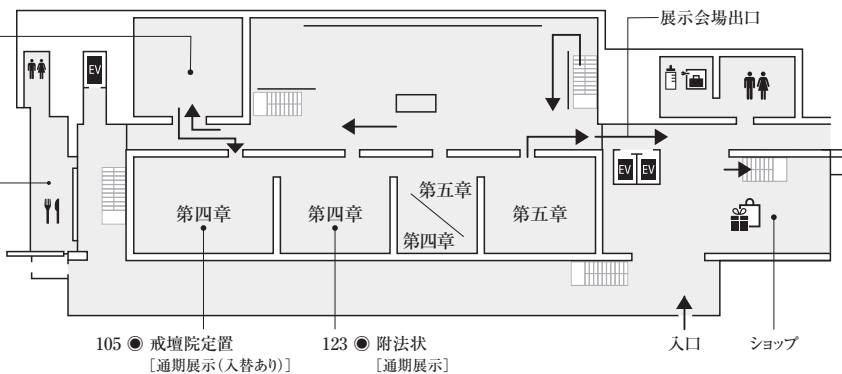 展示会場出口
EV
EV
EV
第四章
第四章
第五章
第四章
第五章
105 ◉ 戒壇院定置
[通期展示(入替あり)]
123 ◉ 附法状
[通期展示]
入口
ショップ